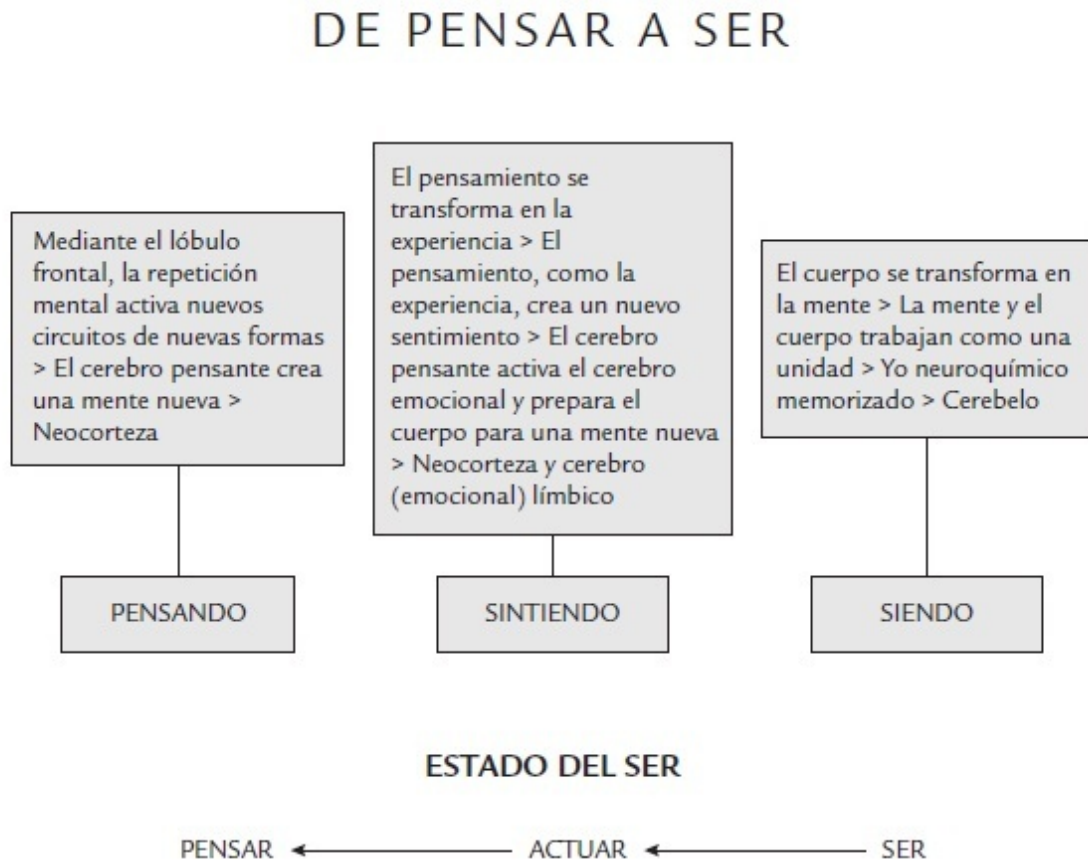 DE PENSAR A SER
Mediante el lóbulo
frontal, la repetición
mental activa nuevos
circuitos de nuevas formas
> El cerebro pensante crea
una mente nueva >
Neocorteza
El pensamiento se
transforma en la
experiencia > El
pensamiento, como la
experiencia, crea un nuevo
sentimiento > El cerebro
pensante activa el cerebro
emocional y prepara el
cuerpo para una mente nueva
> Neocorteza y cerebro
(emocional) límbico
El cuerpo se transforma en
la mente > La mente y el
cuerpo trabajan como una
unidad > Yo neuroquímico
memorizado > Cerebelo
PENSANDO
SINTIENDO
SIENDO
ESTADO DEL SER
PENSAR ACTUAR SER